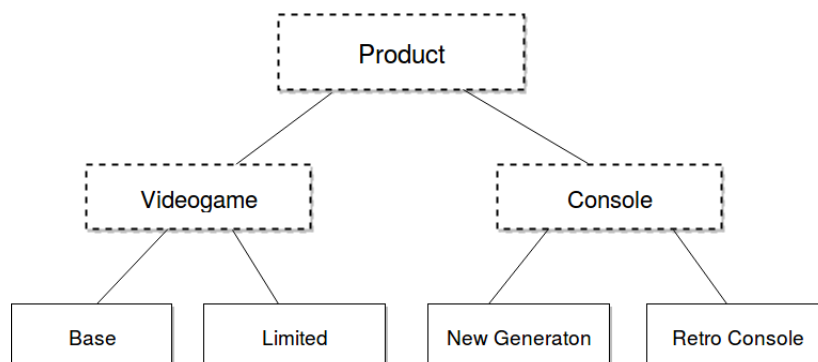 Product
Videogame
Console
Base
Limited
New Generaton
Retro Console